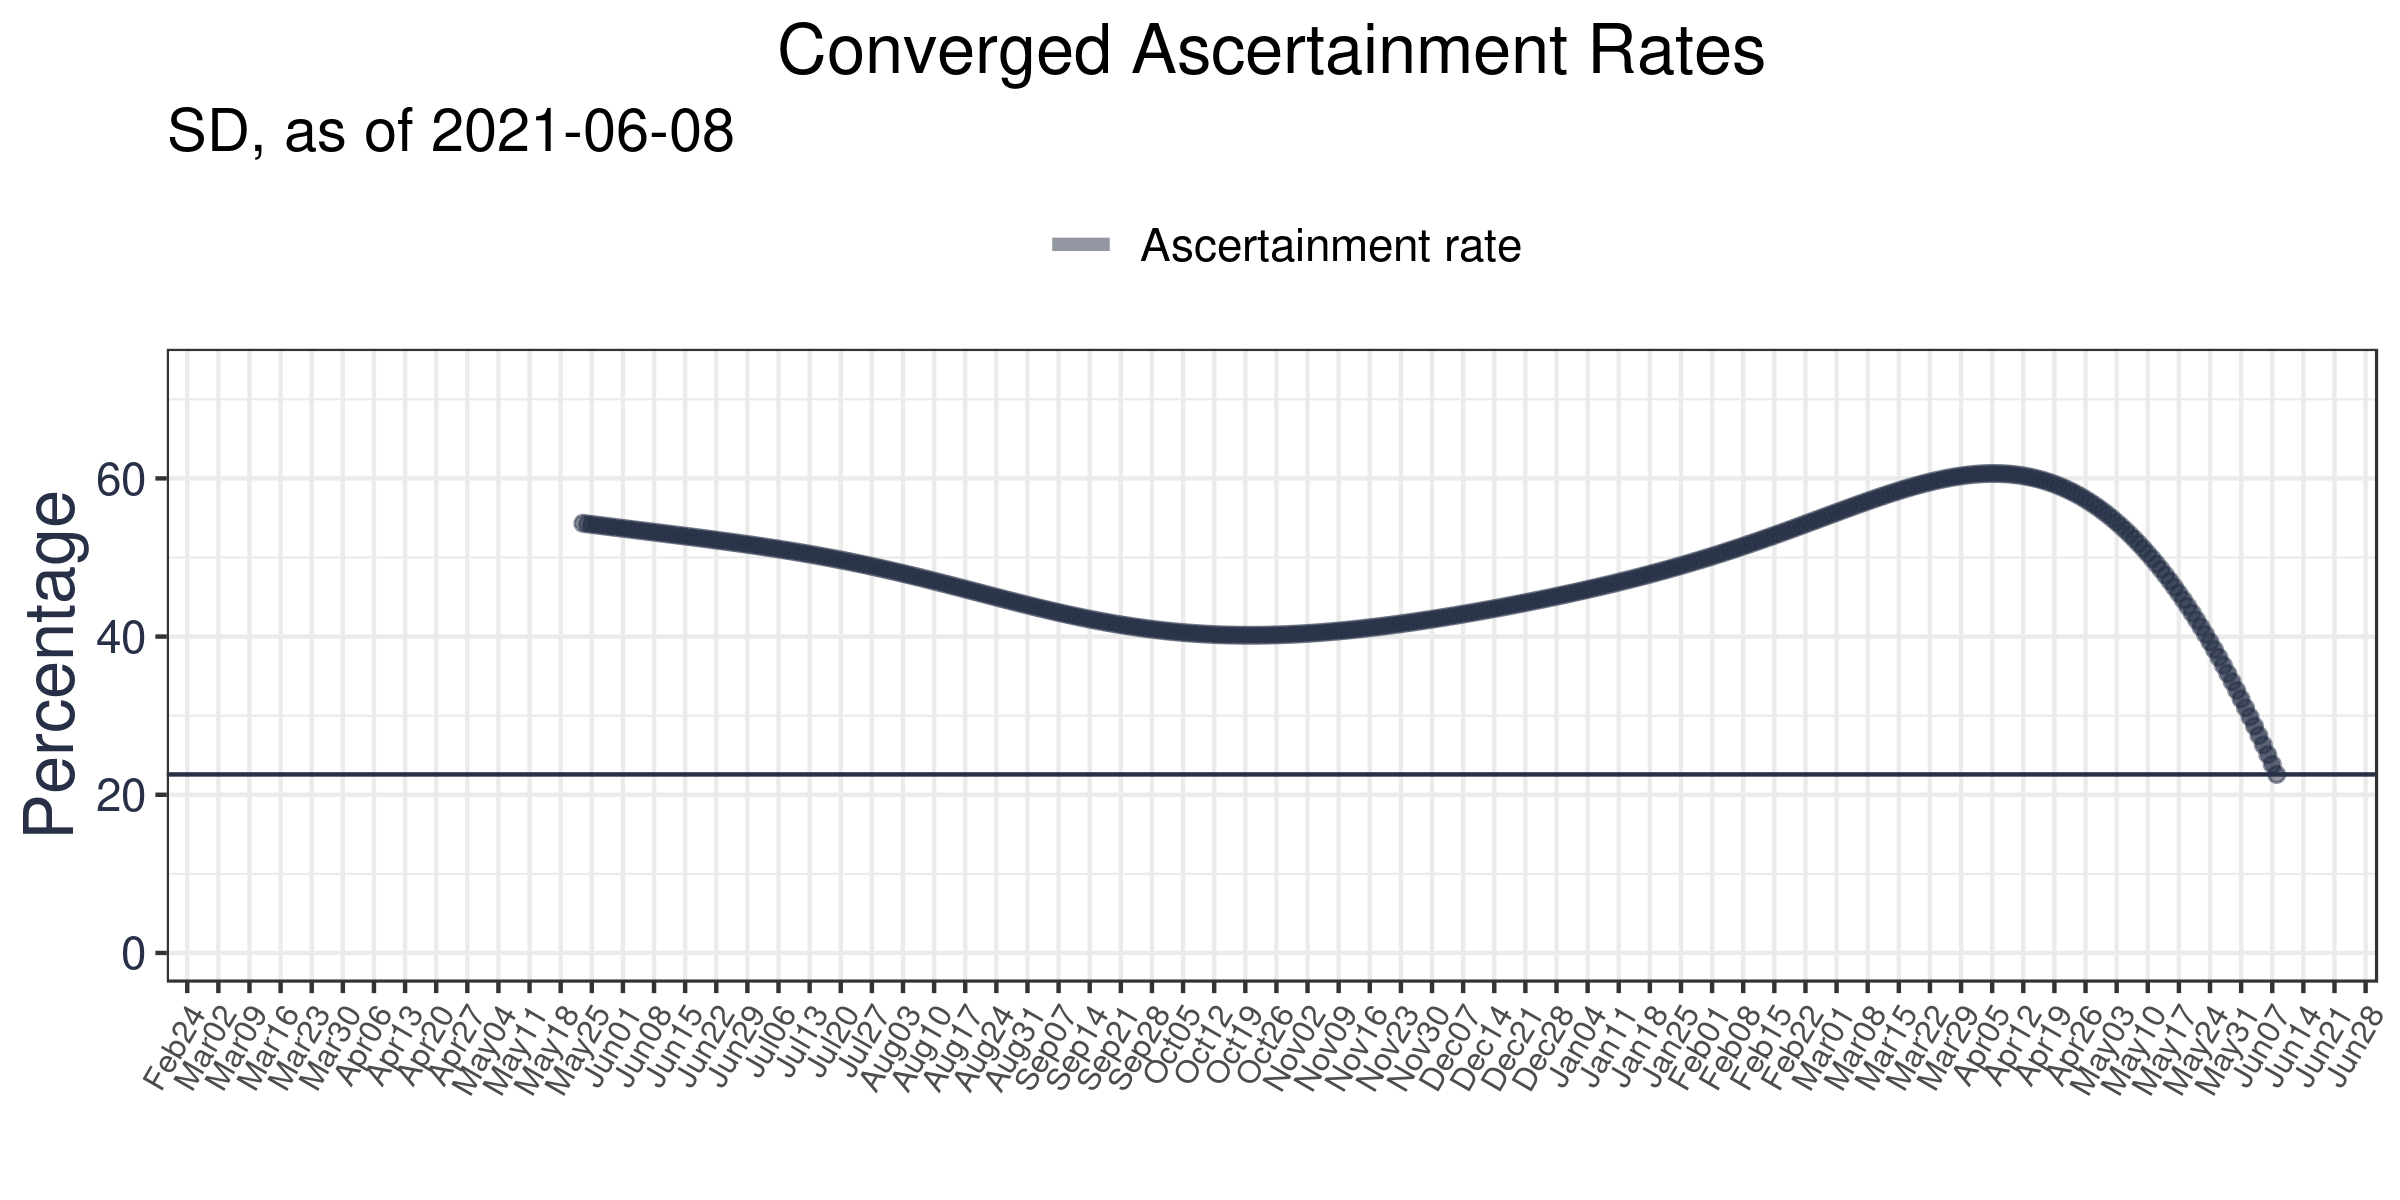 Converged Ascertainment Rates
SD, as of 2021-06-08
Ascertainment rate
Percentage
60
40
20
0
Feb24
Mar02
Mar09
Mar16
Mar23
Mar30
Apr06
Apr13
Apr20
Apr27
May04
May11
May18
May25
Jun01
Jun08
Jun15
Jun22
Jun29
Jul06
Jul13
Jul20
Jul27
Aug03
Aug10
Aug17
Aug24
Aug31
Sep07
Sep14
Sep21
Sep28
Oct05
Oct12
Oct19
Oct26
Nov02
Nov09
Nov16
Nov23
Nov30
Dec07
Dec14
Dec21
Dec28
Jan04
Jan11
Jan18
Jan25
Feb01
Feb08
Feb15
Feb22
Mar01
Mar08
Mar15
Mar22
Mar29
Apr05
Apr12
Apr19
Apr26
May03
May10
May17
May24
May31
Jun07
Jun14
Jun21
Jun28